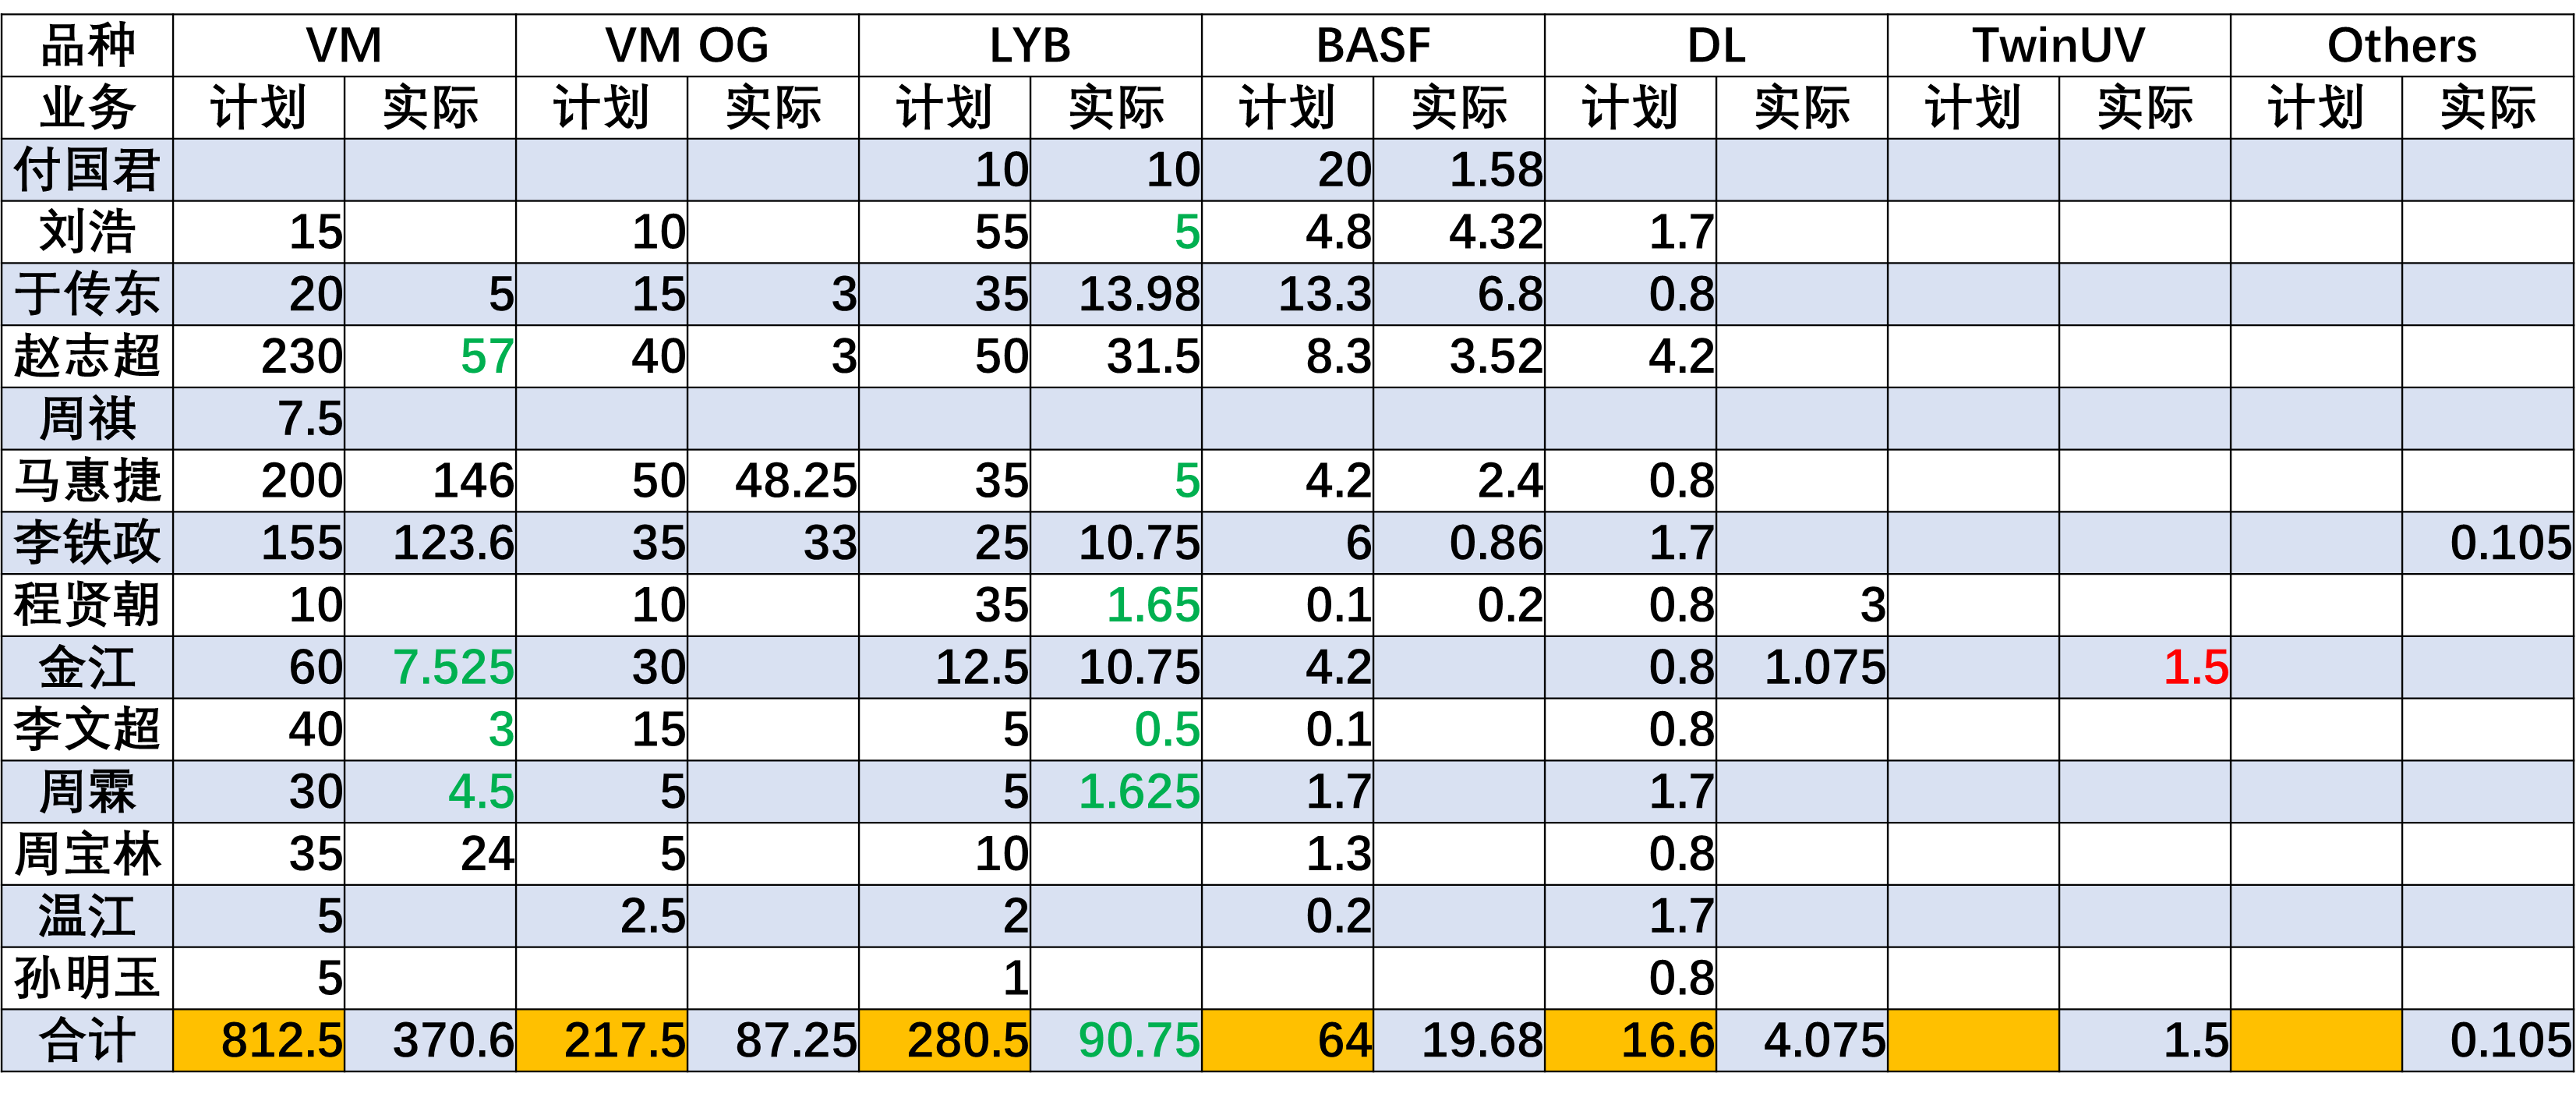 品种 VM VM OG LYB BASF DL TwinUV Others
业务 计划 实际 计划 实际 计划 实际 计划 实际 计划 实际 计划 实际 计划 实际
付国君 10 10 20 1.58
刘浩 15 10 55 5 4.8 4.32 1.7
于传东 20 5 15 3 35 13.98 13.3 6.8 0.8
赵志超 230 57 40 3 50 31.5 8.3 3.52 4.2
周祺 7.5
马惠捷 200 146 50 48.25 35 5 4.2 2.4 0.8
李铁政 155 123.6 35 33 25 10.75 6 0.86 1.7 0.105
程贤朝 10 10 35 1.65 0.1 0.2 0.8 3
金江 60 7.525 30 12.5 10.75 4.2 0.8 1.075 1.5
李文超 40 3 15 5 0.5 0.1 0.8
周霖 30 4.5 5 5 1.625 1.7 1.7
周宝林 35 24 5 10 1.3 0.8
温江 5 2.5 2 0.2 1.7
孙明玉 5 1 0.8
合计 812.5 370.6 217.5 87.25 280.5 90.75 64 19.68 16.6 4.075 1.5 0.105